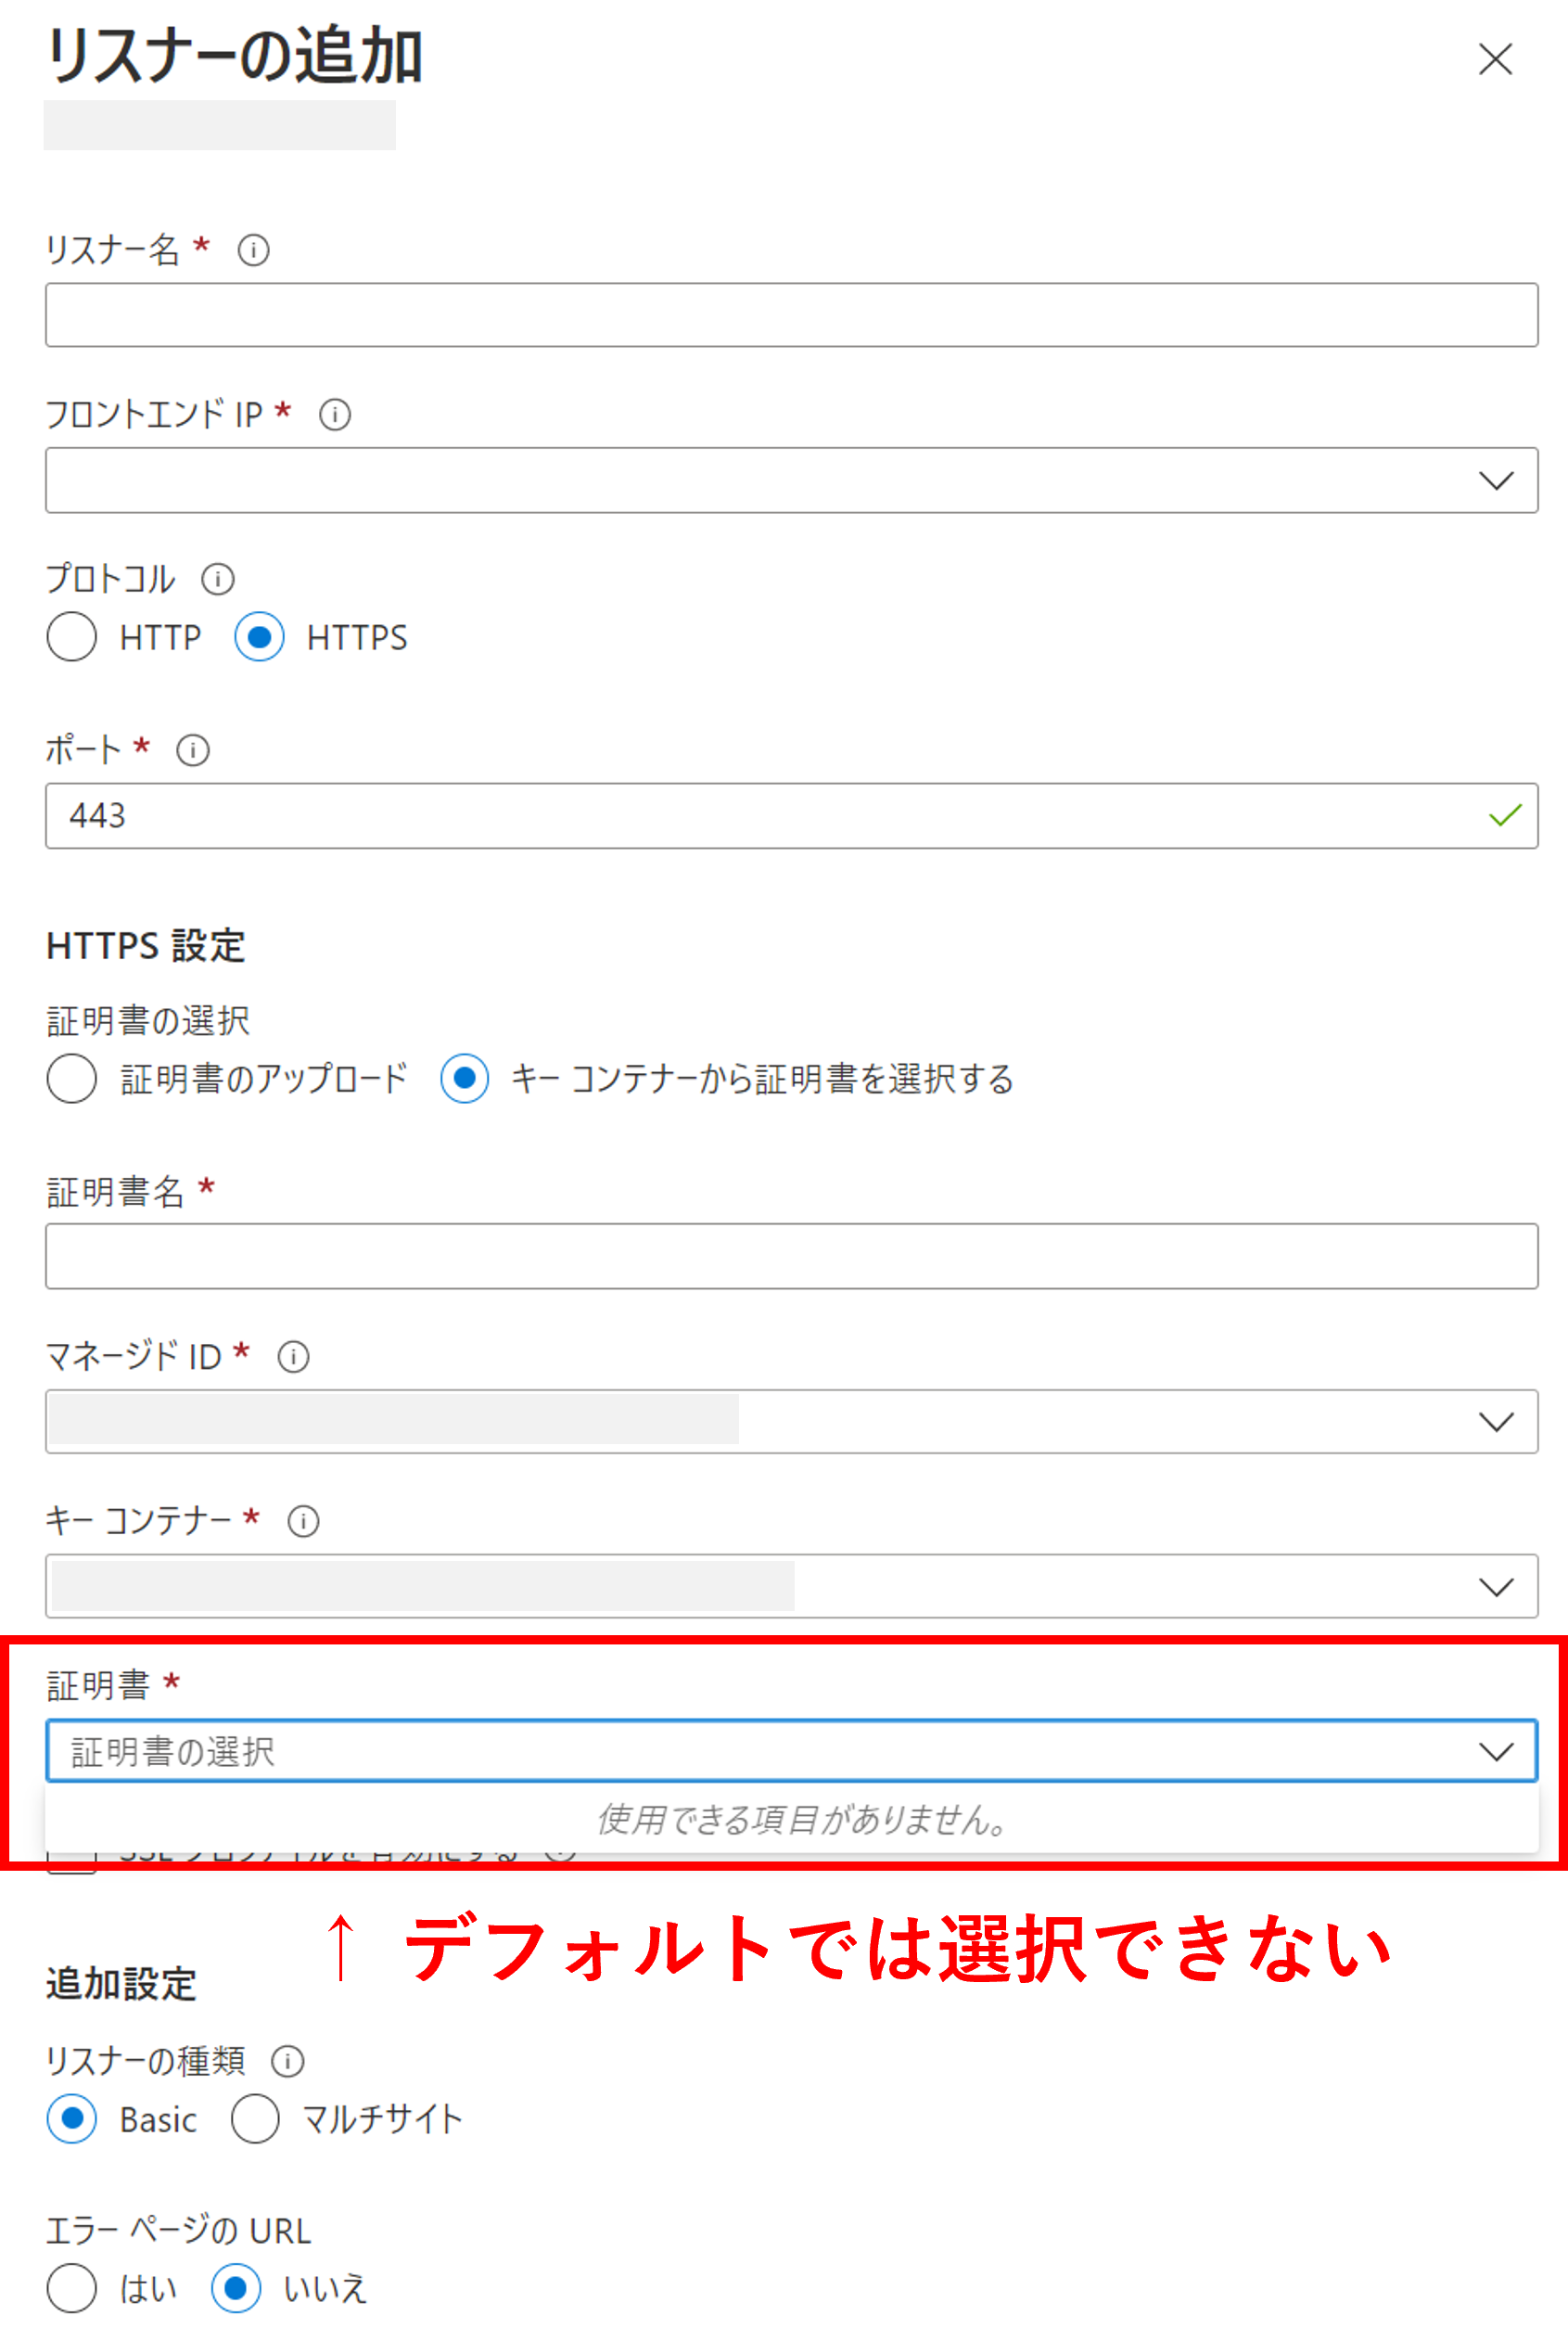 リスナーの追加
リスナー名 *
フロントエンド IP *
プロトコル
HTTP HTTPS
ポート *
443
HTTPS 設定
証明書の選択
証明書のアップロード キー コンテナーから証明書を選択する
証明書名 *
マネージド ID *
キー コンテナー *
証明書 *
証明書の選択
使用できる項目がありません。
↑ デフォルトでは選択できない
追加設定
リスナーの種類
Basic マルチサイト
エラー ページの URL
はい いいえ